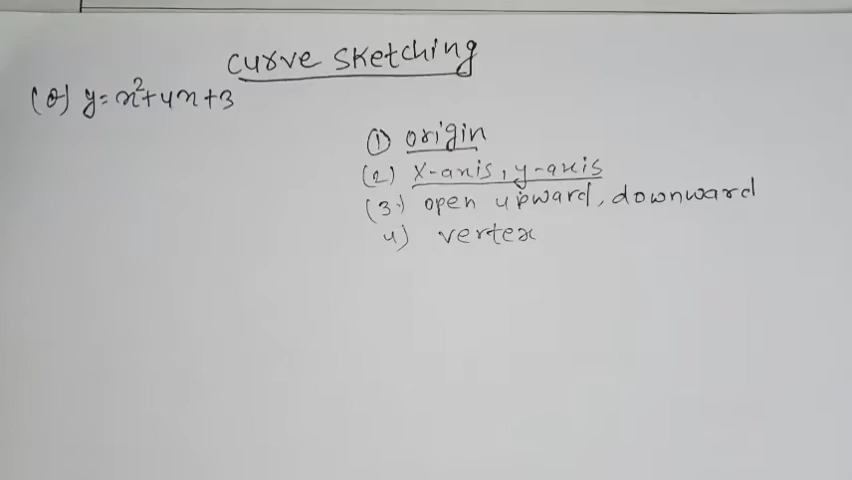 Curve Sketching
(Q) y=x²+4x+3
① origin
(2) X-axis, y-axis
(3.) open upward, downward
4) vertex